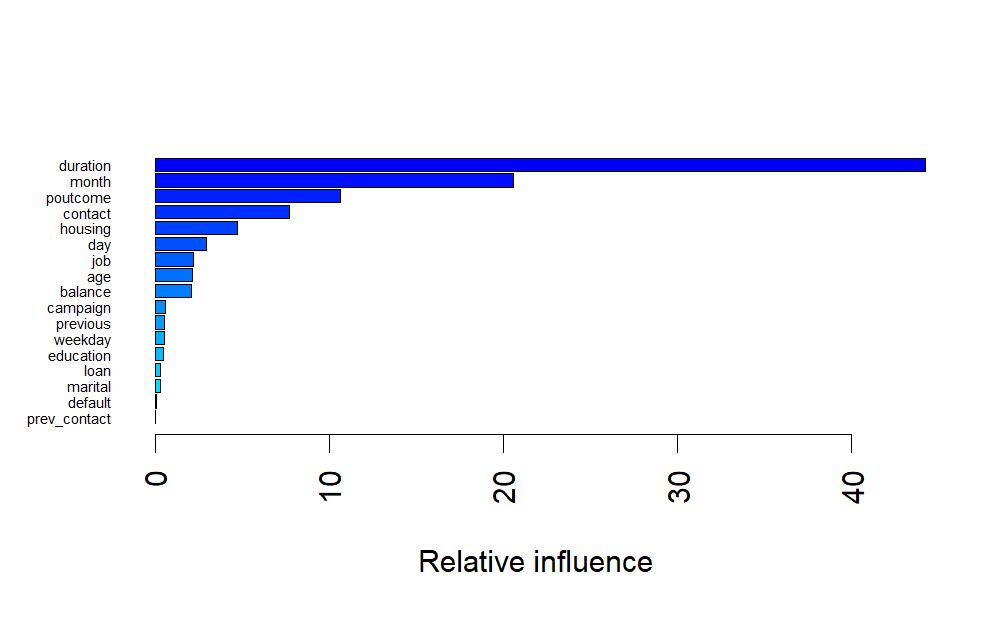 duration
month
poutcome
contact
housing
day
job
age
balance
campaign
previous
weekday
education
loan
marital
default
prev_contact
0 10 20 30 40
Relative influence